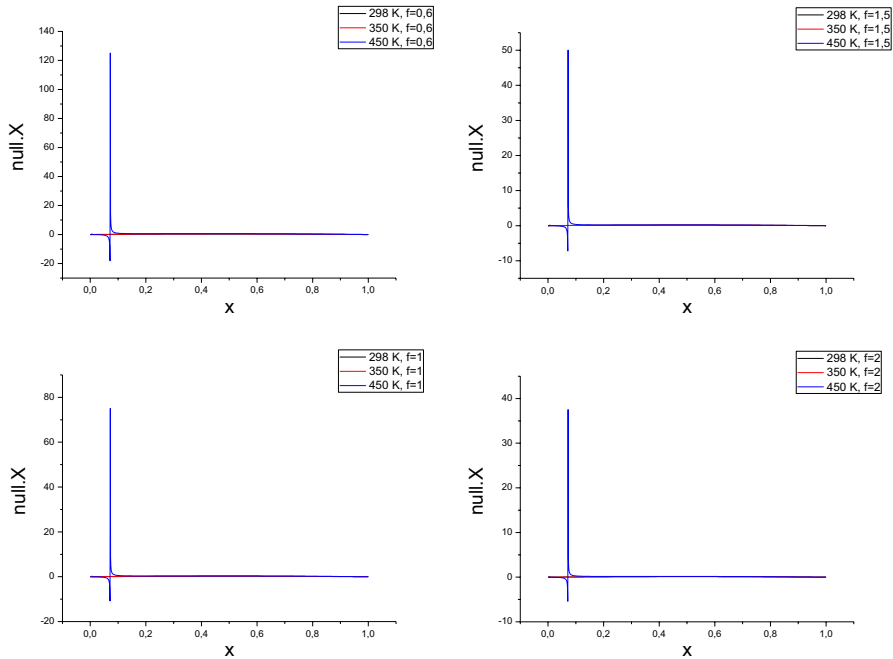 298 K, f=0,6
350 K, f=0,6
450 K, f=0,6
140
120
100
80
60
40
20
0
-20
null.X
0,0 0,2 0,4 0,6 0,8 1,0
x
298 K, f=1,5
350 K, f=1,5
450 K, f=1,5
50
40
30
20
10
0
-10
null.X
0,0 0,2 0,4 0,6 0,8 1,0
x
298 K, f=1
350 K, f=1
450 K, f=1
80
60
40
20
0
-20
null.X
0,0 0,2 0,4 0,6 0,8 1,0
x
298 K, f=2
350 K, f=2
450 K, f=2
40
30
20
10
0
-10
null.X
0,0 0,2 0,4 0,6 0,8 1,0
x